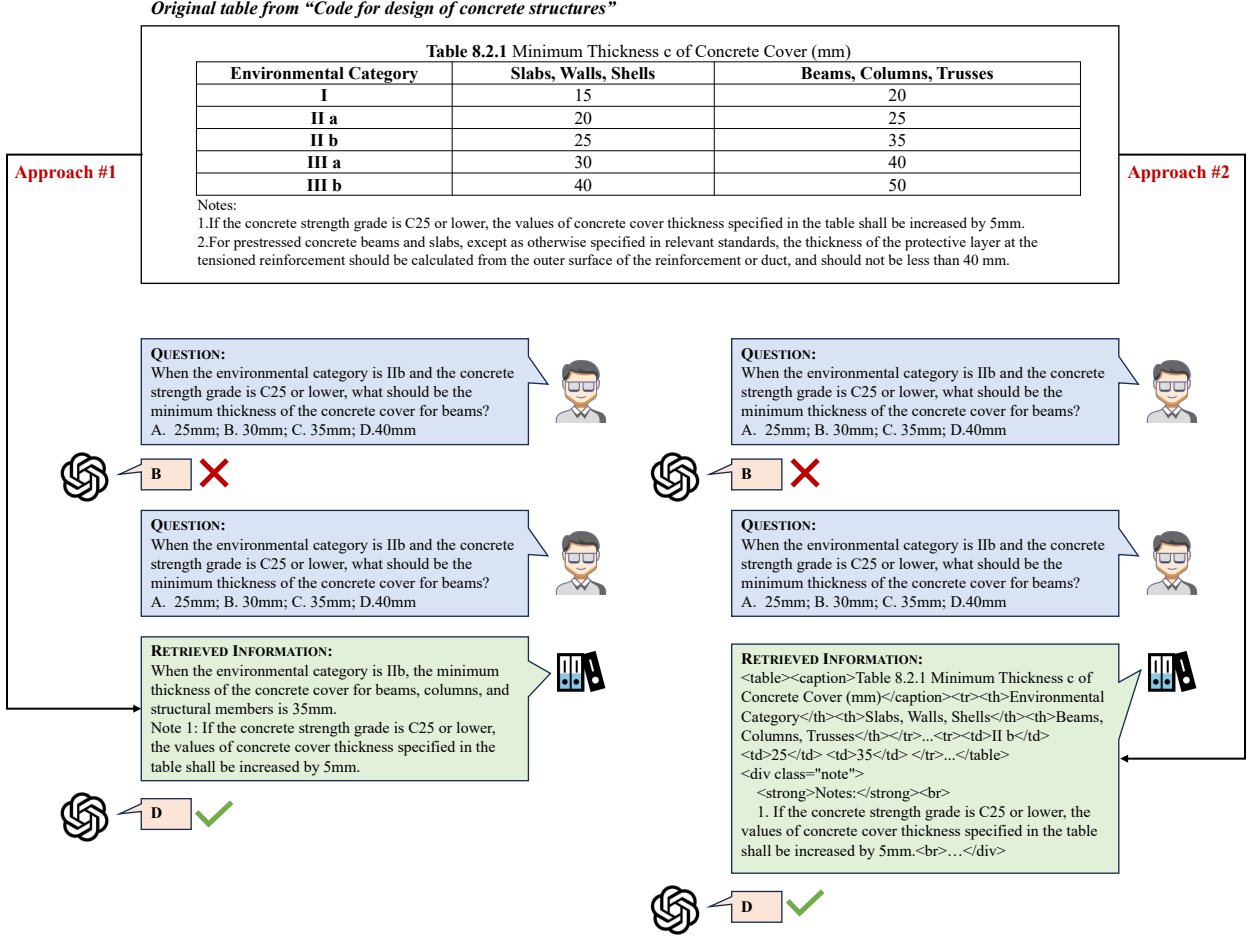 Original table from “Code for design of concrete structures”
Table 8.2.1 Minimum Thickness c of Concrete Cover (mm)
Environmental Category Slabs, Walls, Shells Beams, Columns, Trusses
I 15 20
II a 20 25
II b 25 35
III a 30 40
III b 40 50
Notes:
1.If the concrete strength grade is C25 or lower, the values of concrete cover thickness specified in the table shall be increased by 5mm.
2.For prestressed concrete beams and slabs, except as otherwise specified in relevant standards, the thickness of the protective layer at the
tensioned reinforcement should be calculated from the outer surface of the reinforcement or duct, and should not be less than 40 mm.
Approach #1
Approach #2
QUESTION:
When the environmental category is IIb and the concrete
strength grade is C25 or lower, what should be the
minimum thickness of the concrete cover for beams?
A. 25mm; B. 30mm; C. 35mm; D.40mm
B
QUESTION:
When the environmental category is IIb and the concrete
strength grade is C25 or lower, what should be the
minimum thickness of the concrete cover for beams?
A. 25mm; B. 30mm; C. 35mm; D.40mm
RETRIEVED INFORMATION:
When the environmental category is IIb, the minimum
thickness of the concrete cover for beams, columns, and
structural members is 35mm.
Note 1: If the concrete strength grade is C25 or lower,
the values of concrete cover thickness specified in the
table shall be increased by 5mm.
D
QUESTION:
When the environmental category is IIb and the concrete
strength grade is C25 or lower, what should be the
minimum thickness of the concrete cover for beams?
A. 25mm; B. 30mm; C. 35mm; D.40mm
B
QUESTION:
When the environmental category is IIb and the concrete
strength grade is C25 or lower, what should be the
minimum thickness of the concrete cover for beams?
A. 25mm; B. 30mm; C. 35mm; D.40mm
RETRIEVED INFORMATION:
<table><caption>Table 8.2.1 Minimum Thickness c of
Concrete Cover (mm)</caption><tr><th>Environmental
Category</th><th>Slabs, Walls, Shells</th><th>Beams,
Columns, Trusses</th></tr>...<tr><td>II b</td>
<td>25</td> <td>35</td> </tr>...</table>
<div class="note">
<strong>Notes:</strong><br>
1. If the concrete strength grade is C25 or lower, the
values of concrete cover thickness specified in the table
shall be increased by 5mm.<br>…</div>
D